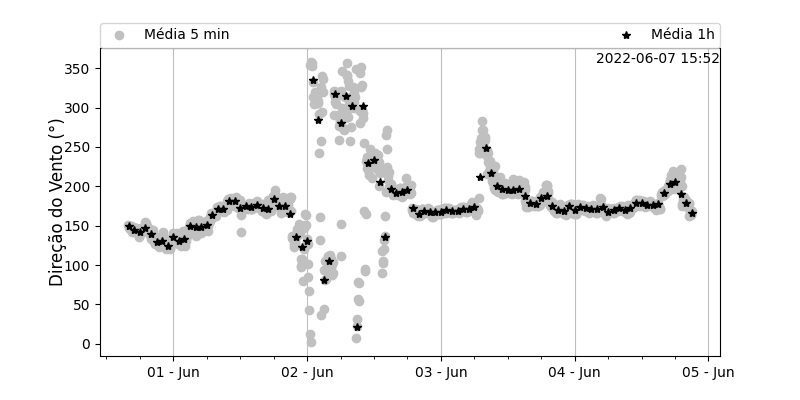 Média 5 min
Média 1h
2022-06-07 15:52
Direção do Vento (°)
350
300
250
200
150
100
50
0
01 - Jun
02 - Jun
03 - Jun
04 - Jun
05 - Jun